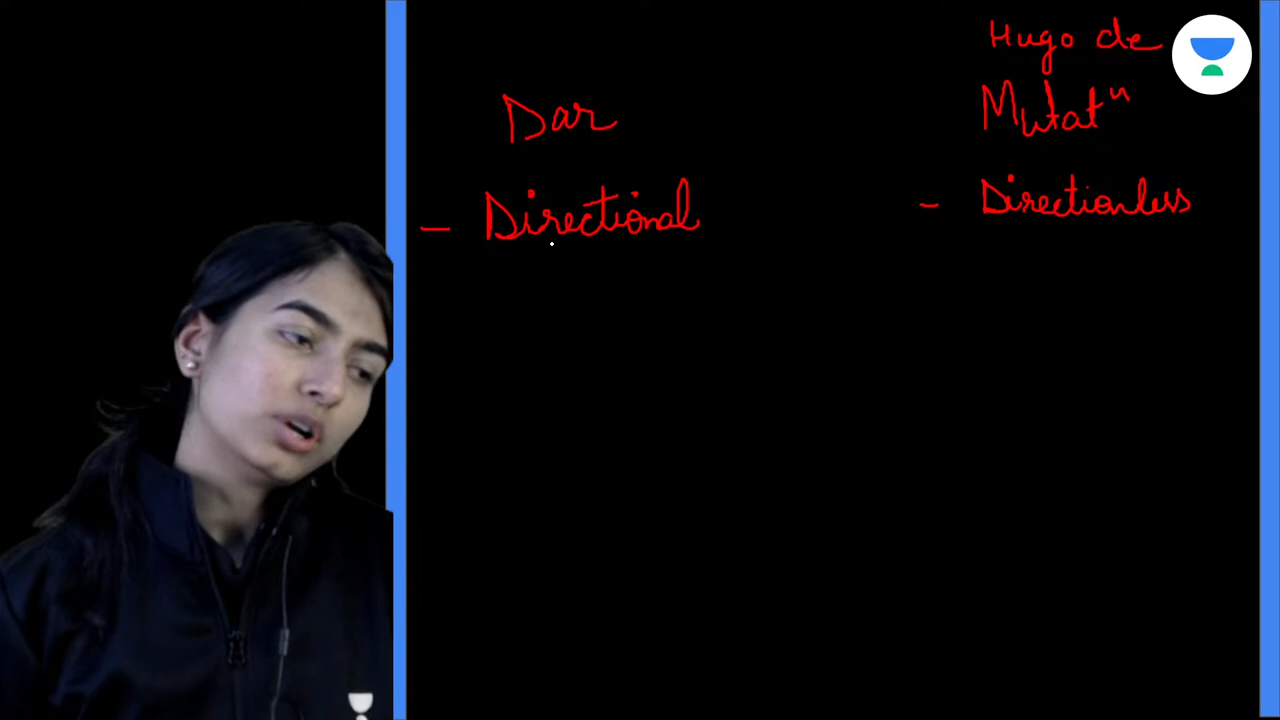 Hugo de
Dar
Mutatⁿ
- Directional
- Directionless